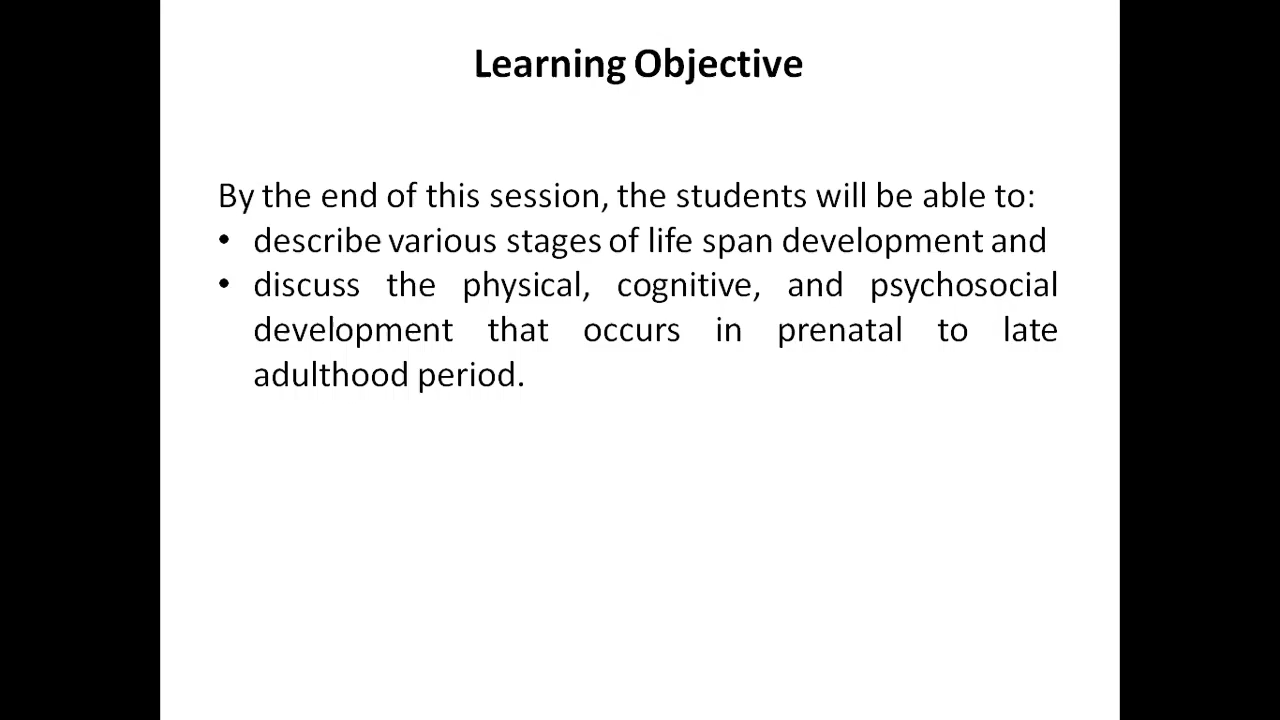 Learning Objective
By the end of this session, the students will be able to:
• describe various stages of life span development and
• discuss the physical, cognitive, and psychosocial
development that occurs in prenatal to late
adulthood period.